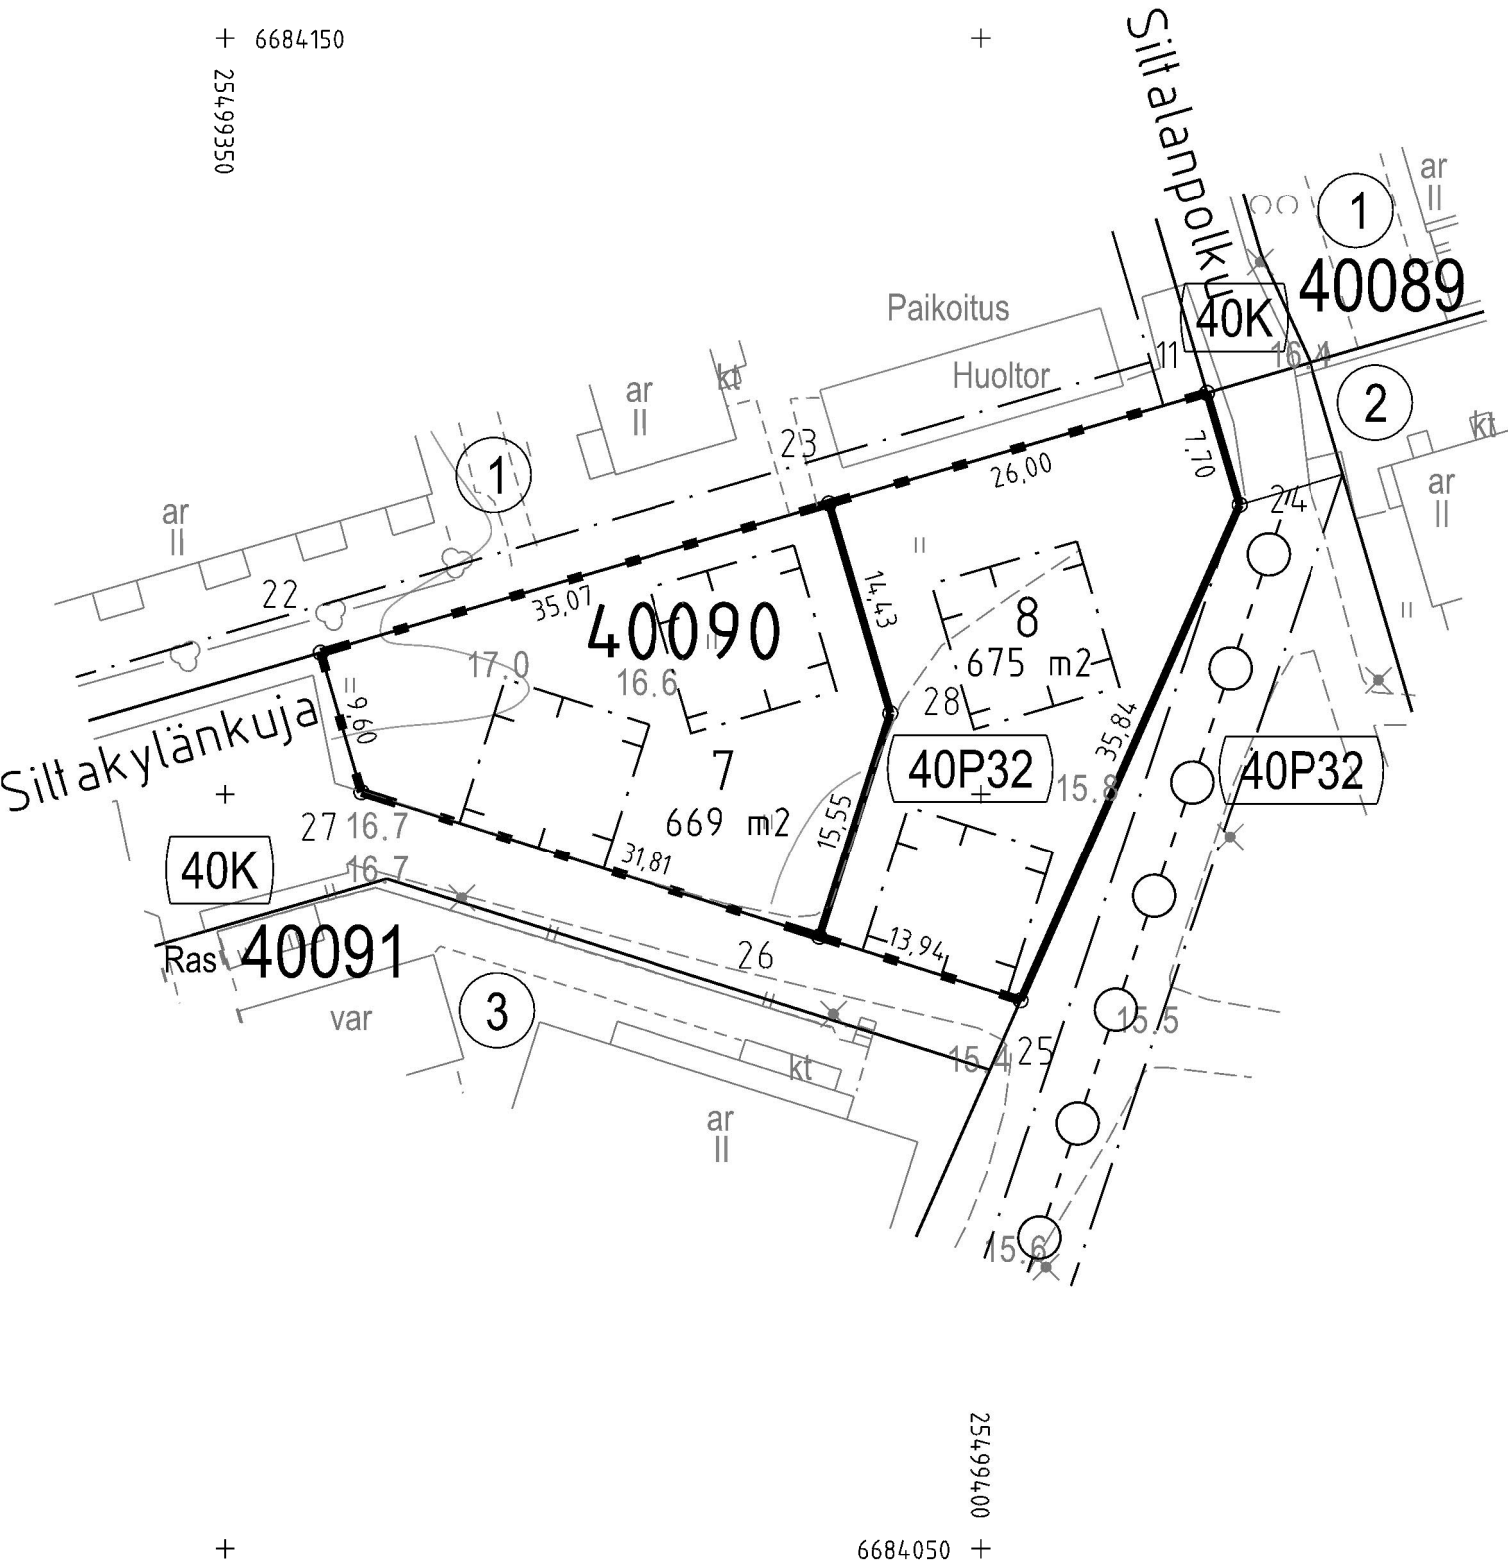 6684150
25499350
Siltalanpolku
1
ar
II
40089
40K
16.4
Paikoitus
Huoltor
11
2
kt
ar
II
kt
ar
II
23
1
26,00
7,70
24
ar
II
22
35,07
40090
14,43
8
675 m2
17.0
16.6
28
9,60
Siltakylänkuja
7
669 m2
40P32
35,84
15.8
40P32
15,55
27
16.7
16.7
40K
31,81
13,94
Ras
40091
26
var
3
15.4
25
15.5
kt
ar
II
15.6
25499400
6684050